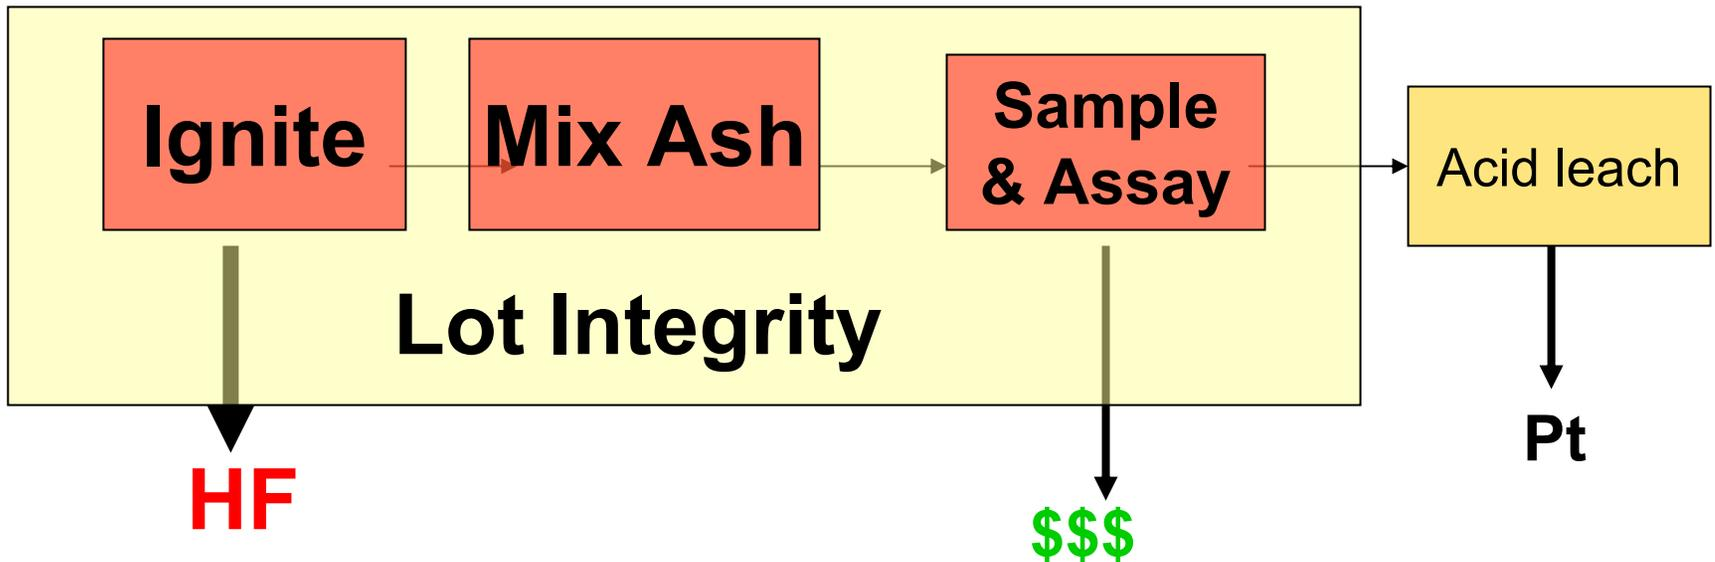 Ignite
Mix Ash
Sample
& Assay
Acid leach
Lot Integrity
Pt
HF
$$$